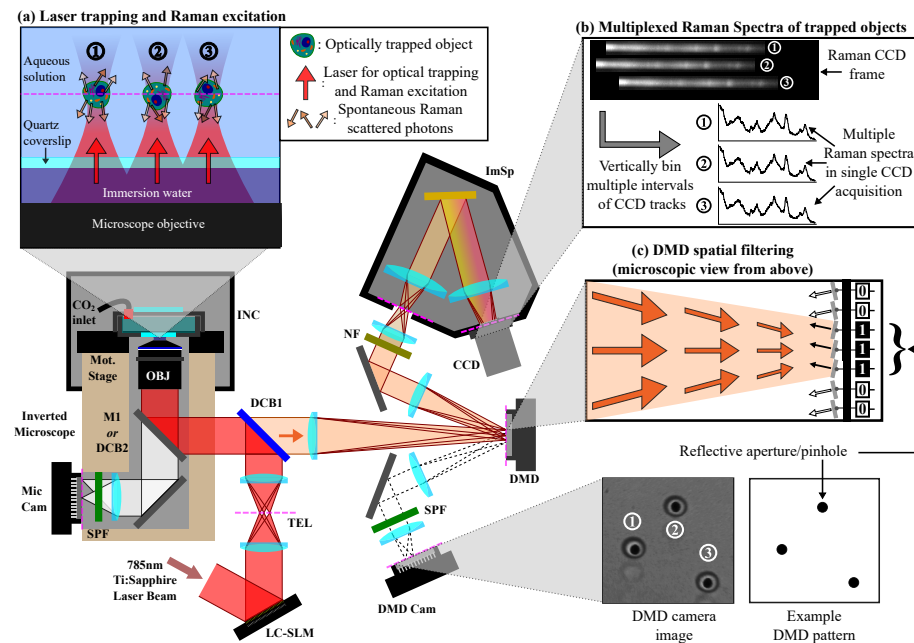 (a) Laser trapping and Raman excitation
Aqueous
solution
① ② ③
Quartz
coverslip
Immersion water
Microscope objective
: Optically trapped
object
: Laser for optical trapping
and Raman excitation
: Spontaneous Raman
scattered photons
(b) Multiplexed Raman Spectra of trapped objects
①
②
③
Raman CCD
frame
Vertically bin
multiple intervals
of CCD tracks
①
②
③
Multiple
Raman spectra
in single CCD
acquisition
(c) DMD spatial filtering
(microscopic view from above)
0
0
1
1
1
0
0
}
Reflective aperture/pinhole
①
②
③
DMD camera
image
Example
DMD pattern
CO2
inlet
INC
Mot.
Stage
OBJ
Inverted
Microscope
M1
or
DCB2
Mic
Cam
SPF
DCB1
TEL
785nm
Ti:Sapphire
Laser Beam
LC-SLM
ImSp
NF
CCD
DMD
SPF
DMD Cam